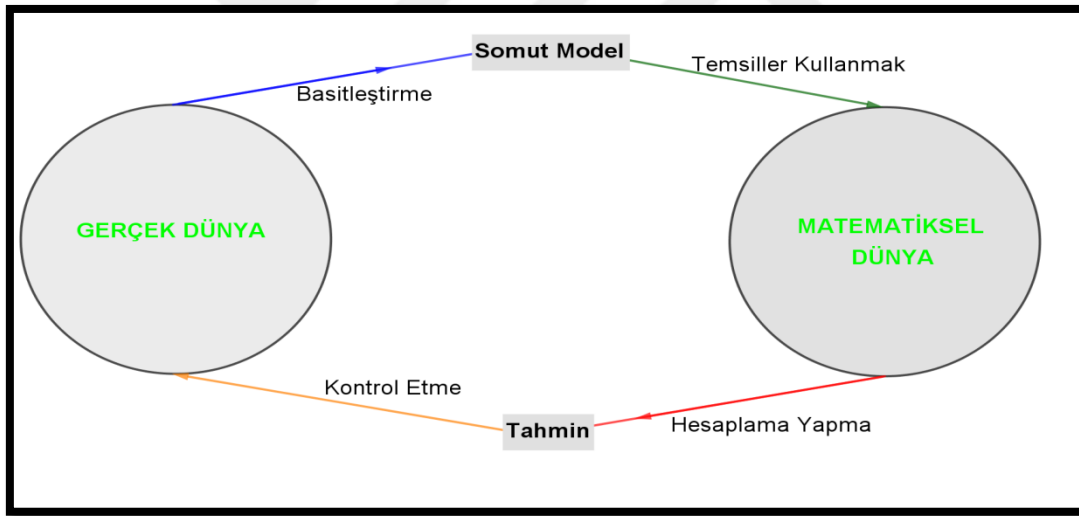 Somut Model
Temsiller Kullanmak
Basitleştirme
GERÇEK DÜNYA
MATEMATİKSEL
DÜNYA
Kontrol Etme
Tahmin
Hesaplama Yapma